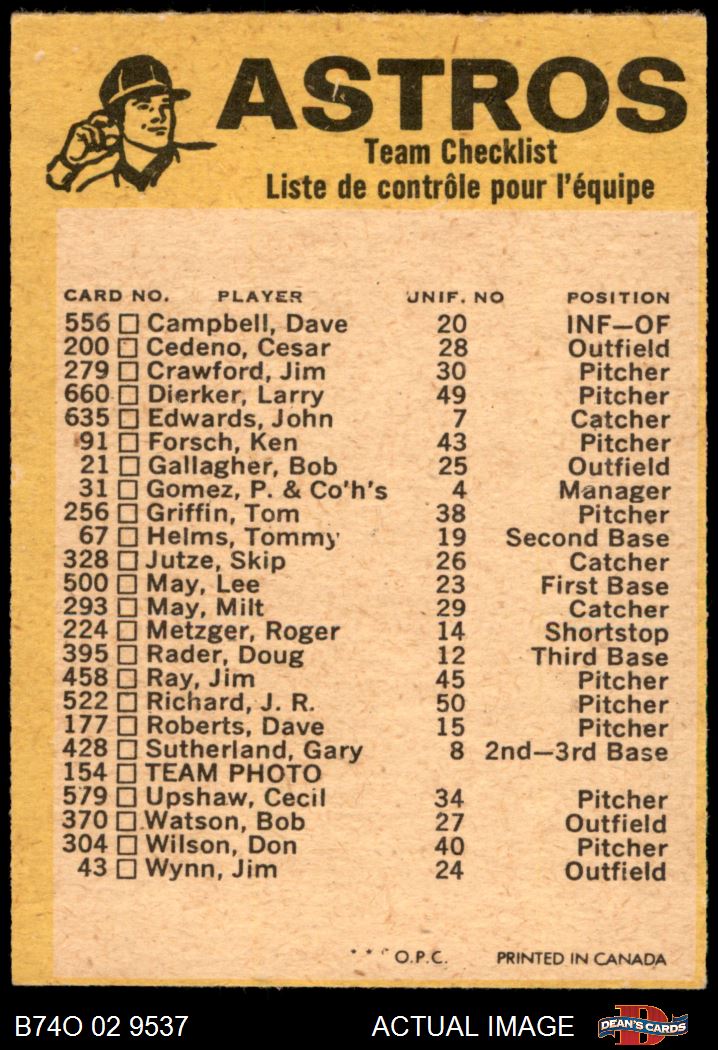 ASTROS
Team Checklist
Liste de contrôle pour l'équipe
CARD NO. PLAYER UNIF. NO POSITION
556 □ Campbell, Dave 20 INF—OF
200 □ Cedeno, Cesar 28 Outfield
279 □ Crawford, Jim 30 Pitcher
660 □ Dierker, Larry 49 Pitcher
635 □ Edwards, John 7 Catcher
91 □ Forsch, Ken 43 Pitcher
21 □ Gallagher, Bob 25 Outfield
31 □ Gomez, P. & Co'h's 4 Manager
256 □ Griffin, Tom 38 Pitcher
67 □ Helms, Tommy 19 Second Base
328 □ Jutze, Skip 26 Catcher
500 □ May, Lee 23 First Base
293 □ May, Milt 29 Catcher
224 □ Metzger, Roger 14 Shortstop
395 □ Rader, Doug 12 Third Base
458 □ Ray, Jim 45 Pitcher
522 □ Richard, J. R. 50 Pitcher
177 □ Roberts, Dave 15 Pitcher
428 □ Sutherland, Gary 8 2nd—3rd Base
154 □ TEAM PHOTO
579 □ Upshaw, Cecil 34 Pitcher
370 □ Watson, Bob 27 Outfield
304 □ Wilson, Don 40 Pitcher
43 □ Wynn, Jim 24 Outfield
* * * O.P.C. PRINTED IN CANADA
B74O 02 9537 ACTUAL IMAGE D DEAN'S CARDS